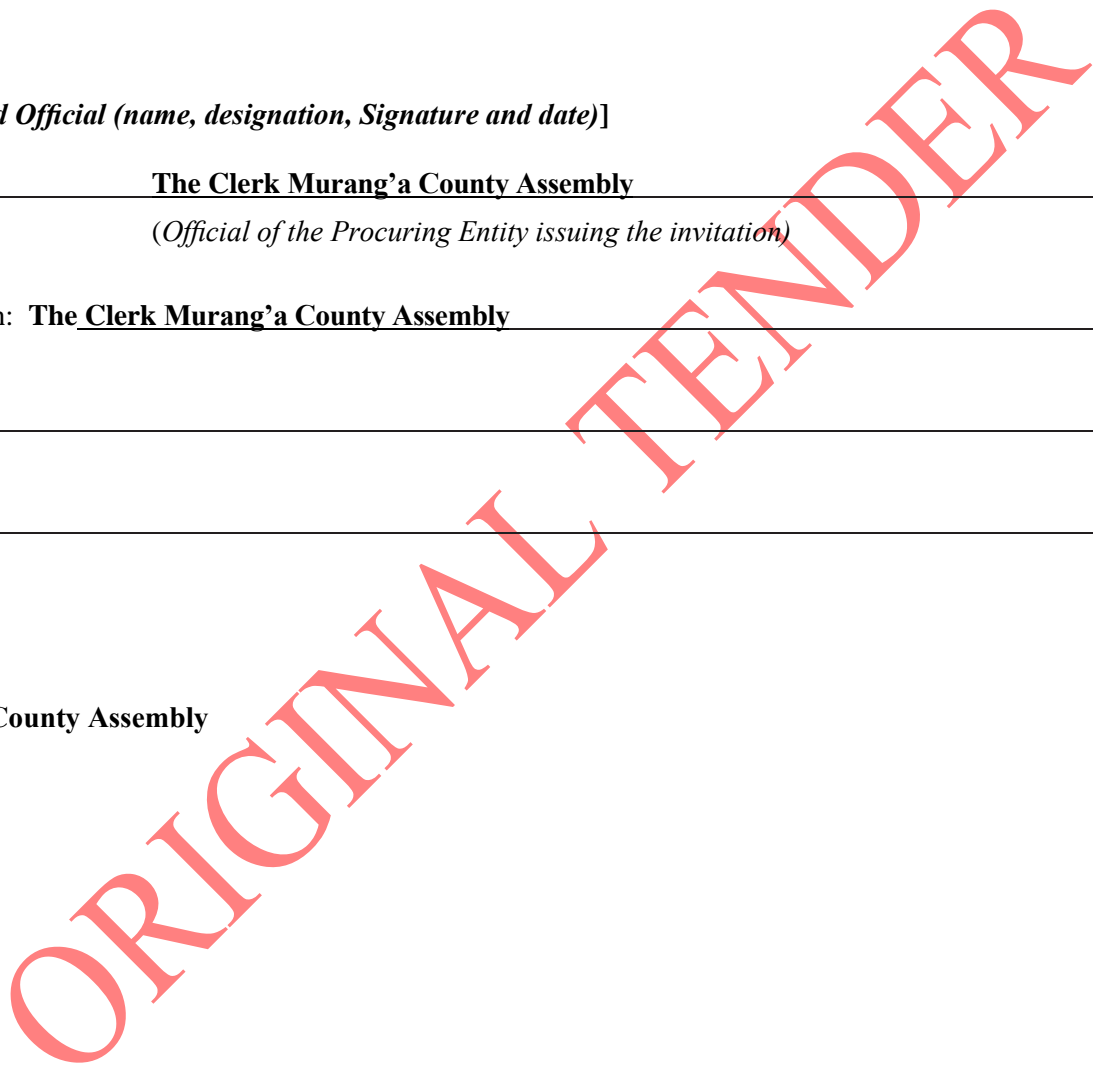 d Official (name, designation, Signature and date)]
The Clerk Murang’a County Assembly
(Official of the Procuring Entity issuing the invitation)
n: The Clerk Murang’a County Assembly
County Assembly
ORIGINAL TENDER